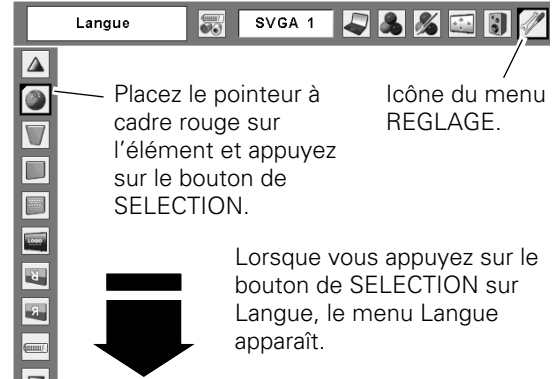 Langue
SVGA 1
Placez le pointeur à
cadre rouge sur
l'élément et appuyez
sur le bouton de
SELECTION.
Icône du menu
REGLAGE.
LOGO
Lorsque vous appuyez sur le
bouton de SELECTION sur
Langue, le menu Langue
apparaît.